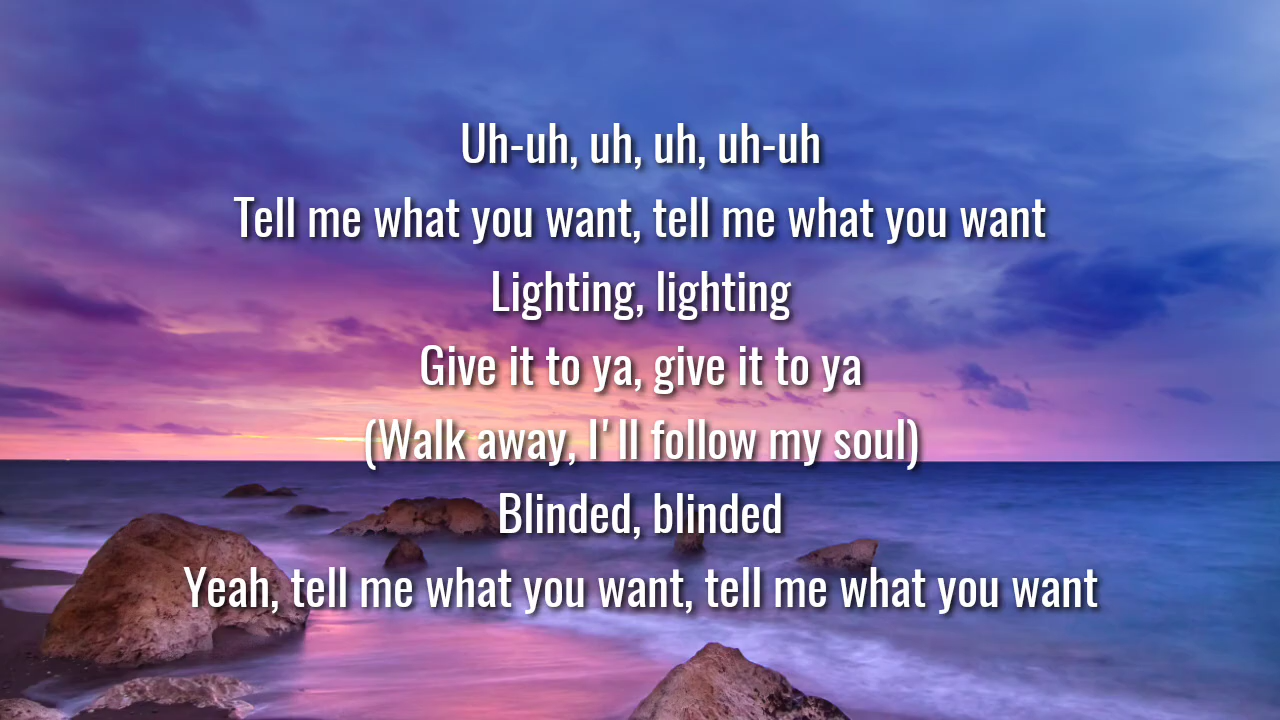 Uh-uh, uh, uh, uh-uh
Tell me what you want, tell me what you want
Lighting, lighting
Give it to ya, give it to ya
(Walk away, I'll follow my soul)
Blinded, blinded
Yeah, tell me what you want, tell me what you want